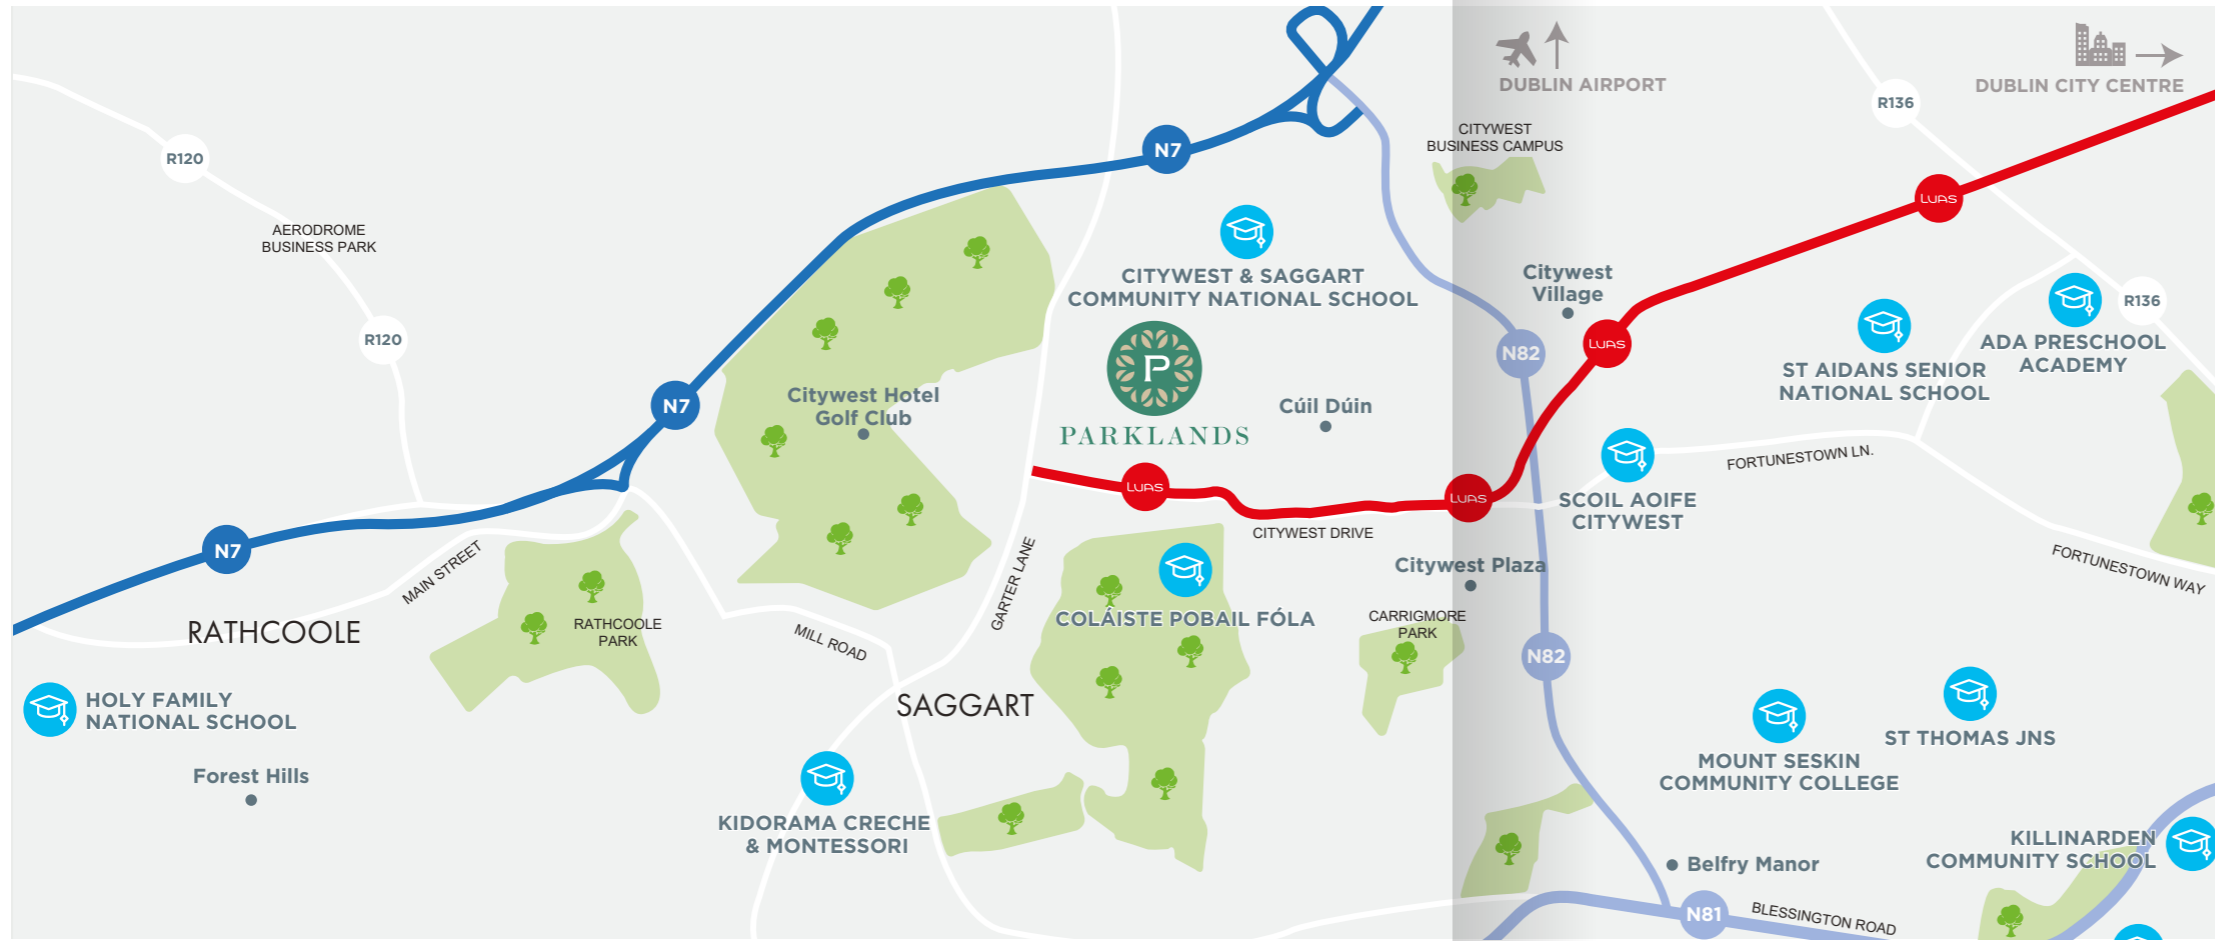 DUBLIN AIRPORT
DUBLIN CITY CENTRE
R136
N7
CITYWEST
BUSINESS CAMPUS
R120
LUAS
AERODROME
BUSINESS PARK
CITYWEST & SAGGART
COMMUNITY NATIONAL SCHOOL
Citywest
Village
R136
R120
N82
LUAS
ST AIDANS SENIOR
NATIONAL SCHOOL
ADA PRESCHOOL
ACADEMY
P
PARKLANDS
N7
Citywest Hotel
Golf Club
Cúil Dúin
FORTUNESTOWN LN.
LUAS
LUAS
SCOIL AOIFE
CITYWEST
CITYWEST DRIVE
N7
MAIN STREET
GARTER LANE
Citywest Plaza
FORTUNESTOWN WAY
RATHCOOLE
RATHCOOLE
PARK
MILL ROAD
COLÁISTE POBAIL FÓLA
CARRIGMORE
PARK
N82
HOLY FAMILY
NATIONAL SCHOOL
SAGGART
MOUNT SESKIN
COMMUNITY COLLEGE
ST THOMAS JNS
Forest Hills
KIDORAMA CRECHE
& MONTESSORI
KILLINARDEN
COMMUNITY SCHOOL
Belfry Manor
N81
BLESSINGTON ROAD